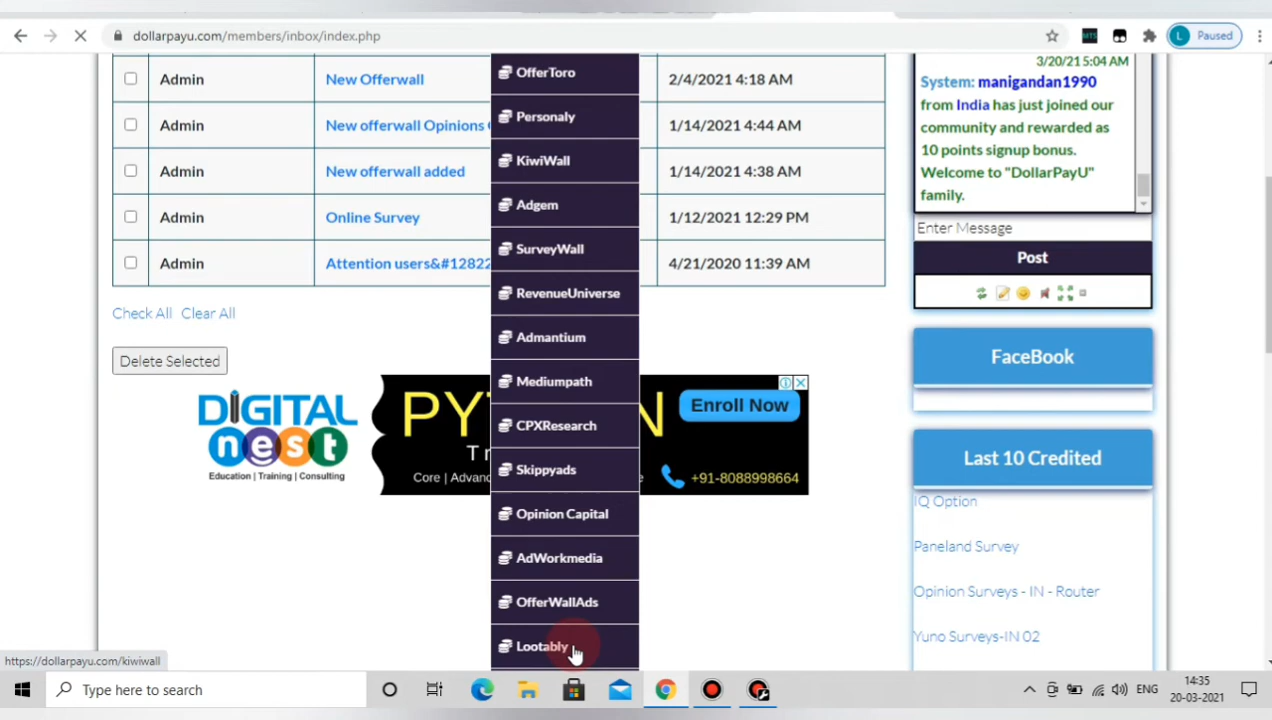 dollarpayu.com/members/inbox/index.php
MTS
L Paused
Admin New Offerwall 2/4/2021 4:18 AM
Admin New offerwall Opinions 1/14/2021 4:44 AM
Admin New offerwall added 1/14/2021 4:38 AM
Admin Online Survey 1/12/2021 12:29 PM
Admin Attention users&#12822 4/21/2020 11:39 AM
Check All Clear All
Delete Selected
OfferToro
Personaly
KiwiWall
Adgem
SurveyWall
RevenueUniverse
Admantium
Mediumpath
CPXResearch
Skippyads
Opinion Capital
AdWorkmedia
OfferWallAds
Lootably
DIGITAL
nest
Education | Training | Consulting
Enroll Now
Core | Advanc
+91-8088998664
3/20/21 5:04 AM
System: manigandan1990
from India has just joined our
community and rewarded as
10 points signup bonus.
Welcome to "DollarPayU"
family.
Enter Message
Post
FaceBook
Last 10 Credited
IQ Option
Paneland Survey
Opinion Surveys - IN - Router
Yuno Surveys-IN 02
https://dollarpayu.com/kiwiwall
Type here to search
ENG
14:35
20-03-2021